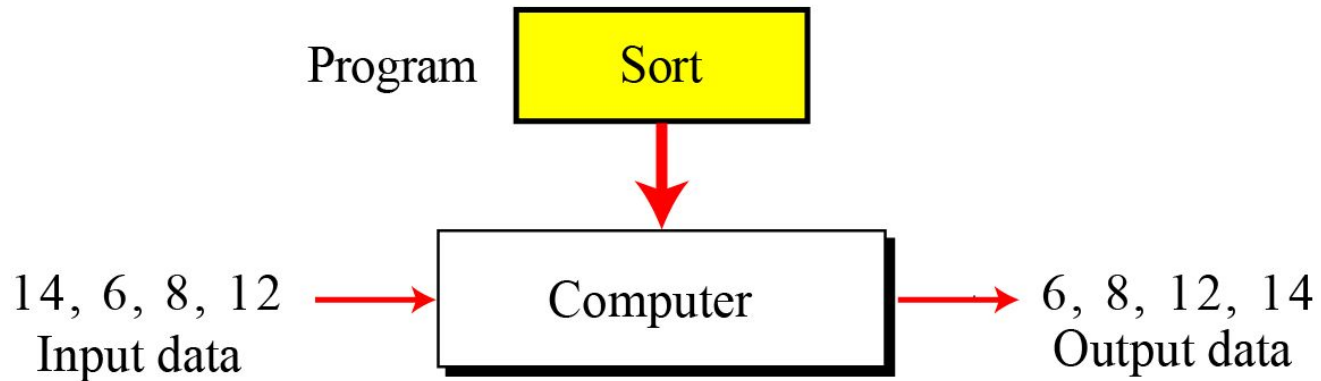 Program
Sort
Computer
14, 6, 8, 12
Input data
6, 8, 12, 14
Output data